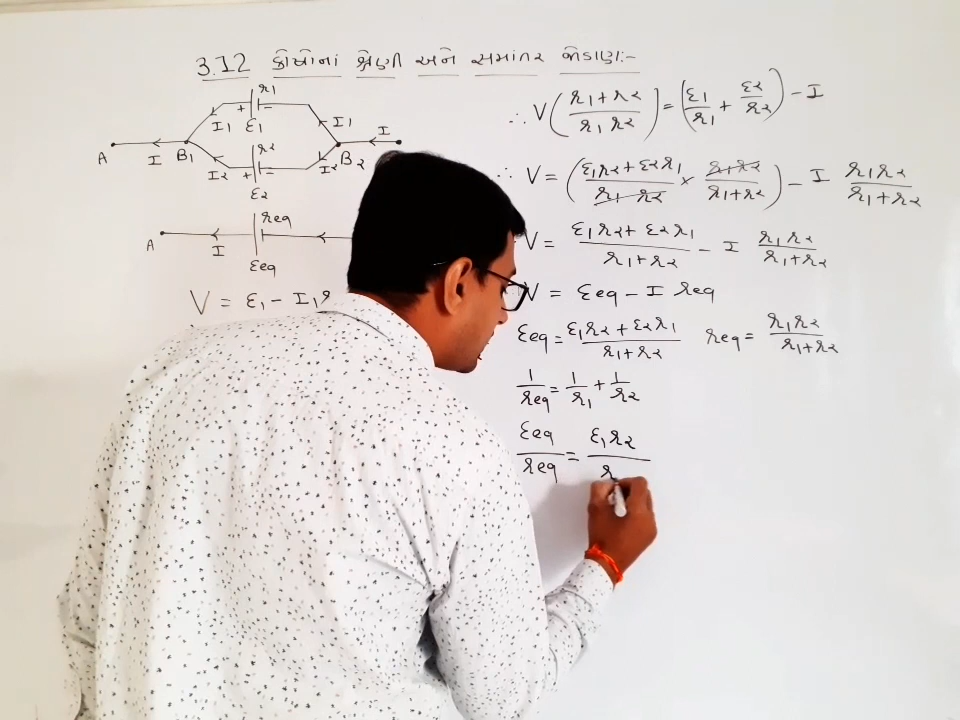 3.12 કોષોનાં શ્રેણી અને સમાંતર જોડાણ:-
r1
+ =
I1 ε1 I1 I
A I B1 r2 B2
I2 + = I2
ε2
req
A I
εeq
V = ε1 - I1 r
∴ V((r1+r2)/(r1 r2)) = (ε1/r1 + ε2/r2) - I
∴ V = ((ε1r2+ε2r1)/(r1 r2) × (r1+r2)/(r1+r2)) - I r1r2/(r1+r2)
V = (ε1r2+ ε2r1)/(r1+r2) - I r1r2/(r1+r2)
V = εeq - I req
εeq = (ε1r2 + ε2r1)/(r1+r2) req = r1r2/(r1+r2)
1/req = 1/r1 + 1/r2
εeq/req = ε1r2/r